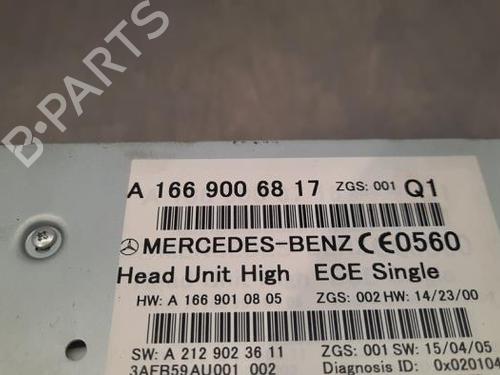 B-PARTS
A 166 900 68 17 ZGS: 001 Q1
MERCEDES-BENZ CE0560
Head Unit High ECE Single
HW: A 166 901 08 05 ZGS: 002 HW: 14/23/00
SW: A 212 902 36 11 ZGS: 001 SW: 15/04/05
3AFB59AU001 002 Diagnosis ID: 0x020104